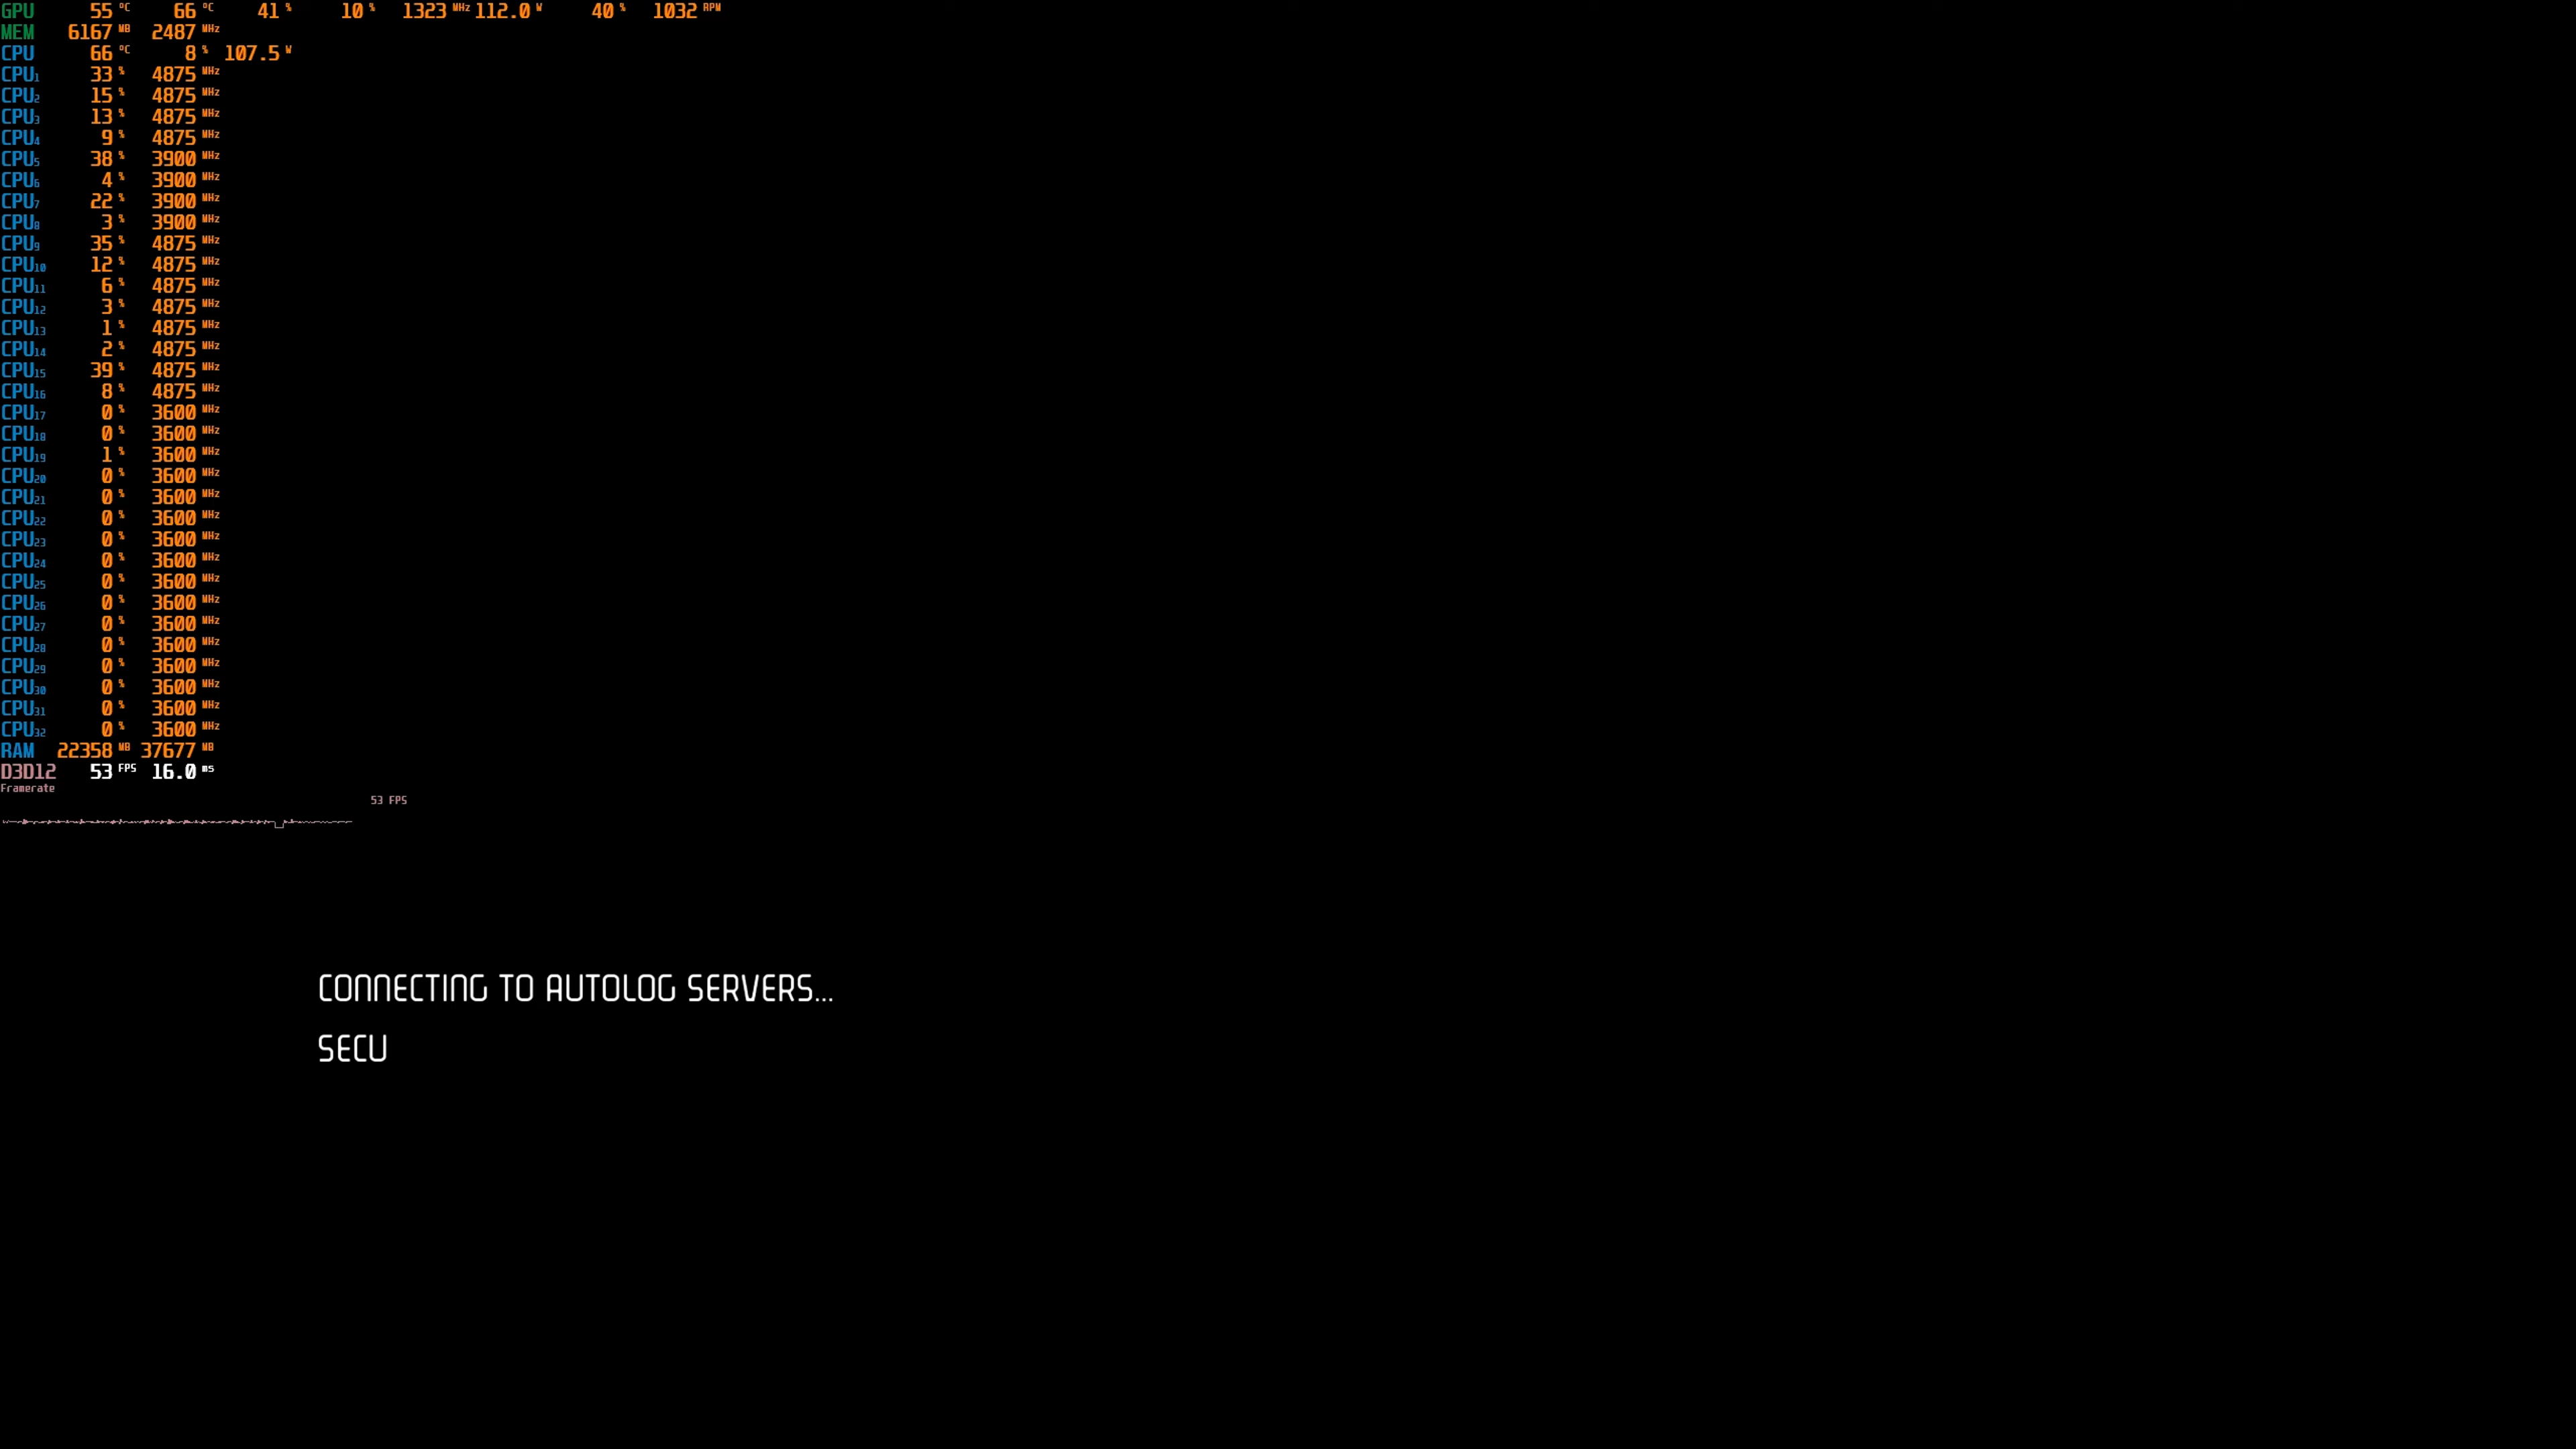 GPU 55 °C 66 °C 41 % 10 % 1323 MHz 112.0 W 40 % 1032 RPM
MEM 6167 MB 2487 MHz
CPU 66 °C 8 % 107.5 W
CPU1 33 % 4875 MHz
CPU2 15 % 4875 MHz
CPU3 13 % 4875 MHz
CPU4 9 % 4875 MHz
CPU5 38 % 3900 MHz
CPU6 4 % 3900 MHz
CPU7 22 % 3900 MHz
CPU8 3 % 3900 MHz
CPU9 35 % 4875 MHz
CPU10 12 % 4875 MHz
CPU11 6 % 4875 MHz
CPU12 3 % 4875 MHz
CPU13 1 % 4875 MHz
CPU14 2 % 4875 MHz
CPU15 39 % 4875 MHz
CPU16 8 % 4875 MHz
CPU17 0 % 3600 MHz
CPU18 0 % 3600 MHz
CPU19 1 % 3600 MHz
CPU20 0 % 3600 MHz
CPU21 0 % 3600 MHz
CPU22 0 % 3600 MHz
CPU23 0 % 3600 MHz
CPU24 0 % 3600 MHz
CPU25 0 % 3600 MHz
CPU26 0 % 3600 MHz
CPU27 0 % 3600 MHz
CPU28 0 % 3600 MHz
CPU29 0 % 3600 MHz
CPU30 0 % 3600 MHz
CPU31 0 % 3600 MHz
CPU32 0 % 3600 MHz
RAM 22358 MB 37677 MB
D3D12 53 FPS 16.0 ms
Framerate
53 FPS
CONNECTING TO AUTOLOG SERVERS...
SECU